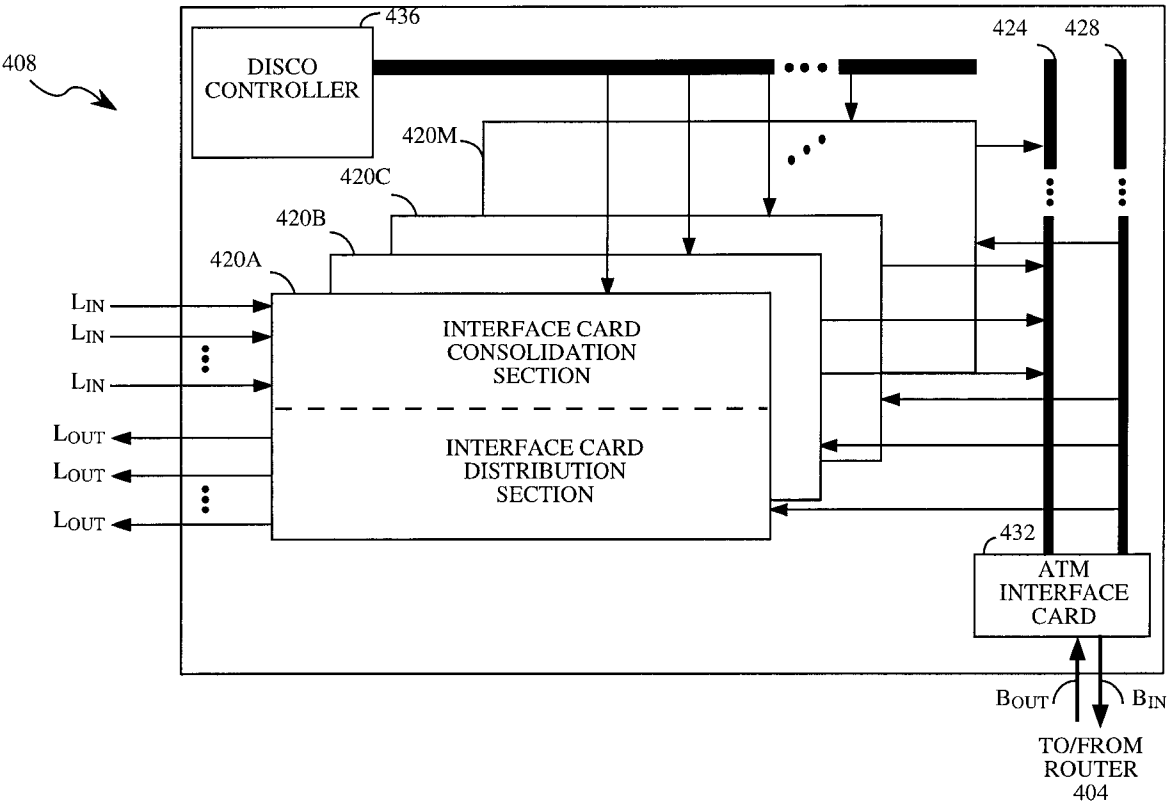 436
424
428
408
DISCO
CONTROLLER
420M
420C
420B
420A
LIN
LIN
LIN
INTERFACE CARD
CONSOLIDATION
SECTION
LOUT
LOUT
LOUT
INTERFACE CARD
DISTRIBUTION
SECTION
432
ATM
INTERFACE
CARD
BOUT
BIN
TO/FROM
ROUTER
404